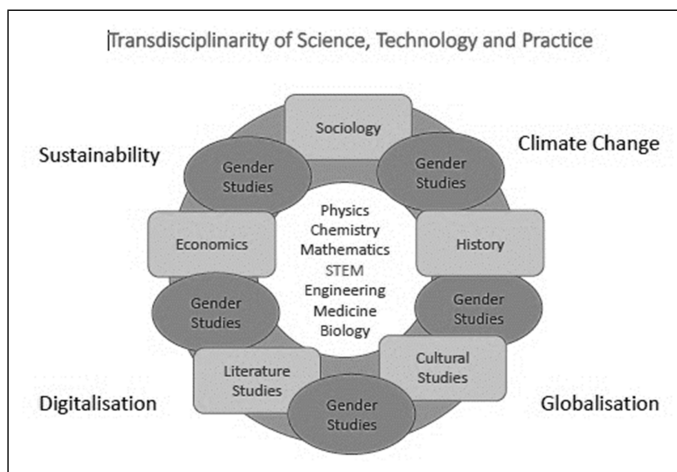 Transdisciplinarity of Science, Technology and Practice
Sociology
Sustainability
Climate Change
Gender
Studies
Gender
Studies
Physics
Chemistry
Mathematics
STEM
Engineering
Medicine
Biology
Economics
History
Gender
Studies
Gender
Studies
Literature
Studies
Cultural
Studies
Digitalisation
Gender
Studies
Globalisation